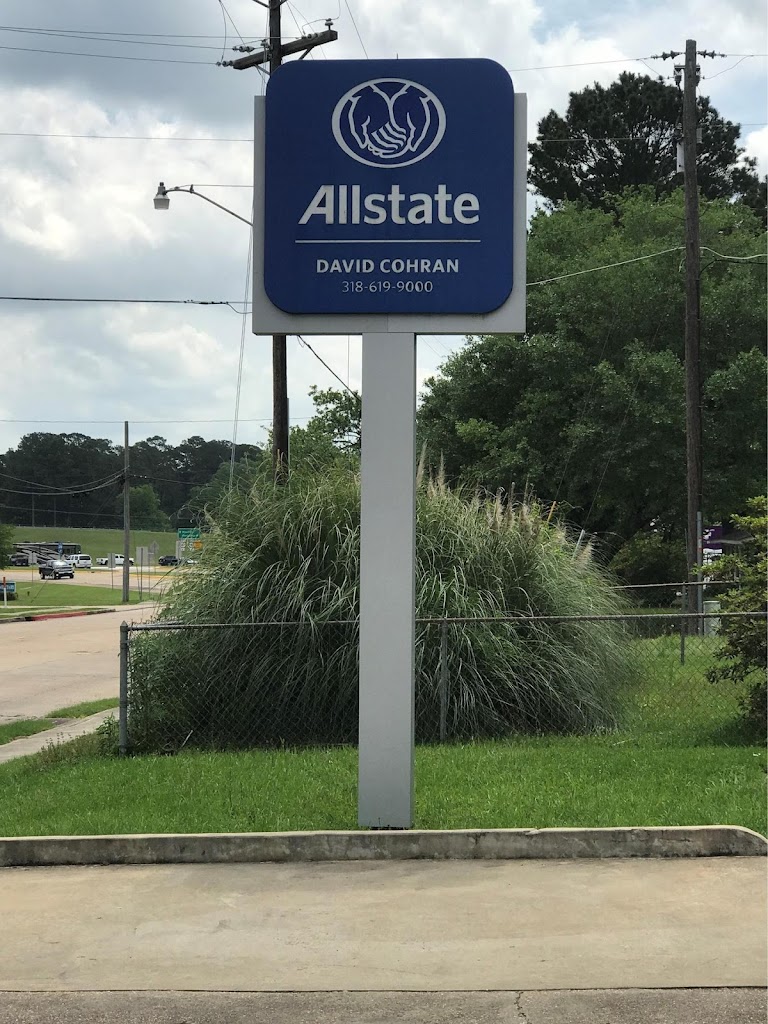 Allstate
DAVID COHRAN
318-619-9000